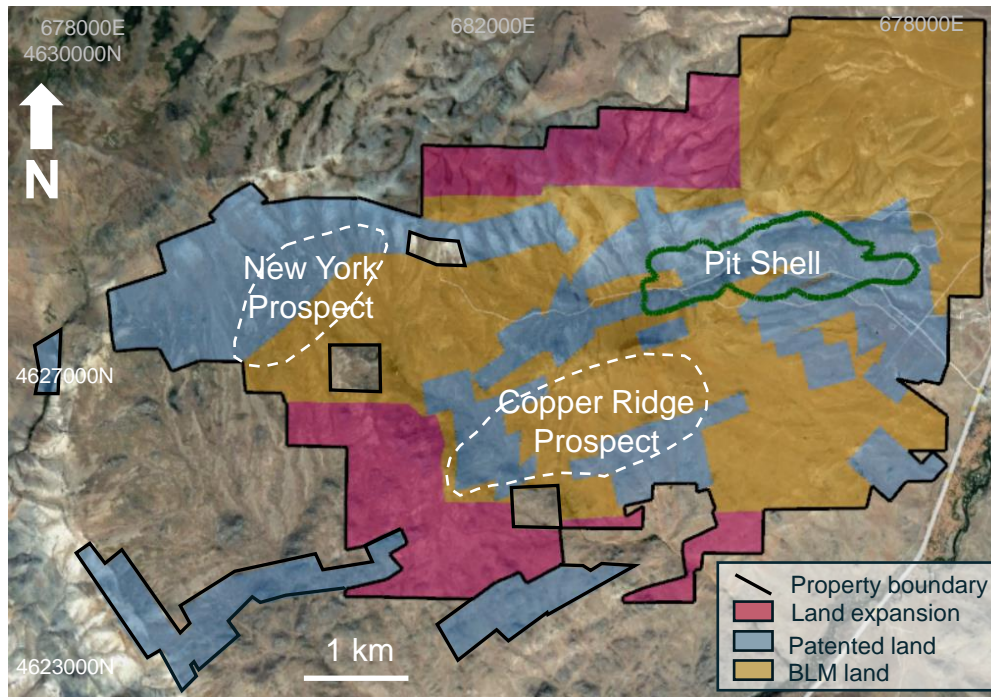 678000E
4630000N
682000E
678000E
N
New York
Prospect
Pit Shell
4627000N
Copper Ridge
Prospect
4623000N
1 km
Property boundary
Land expansion
Patented land
BLM land